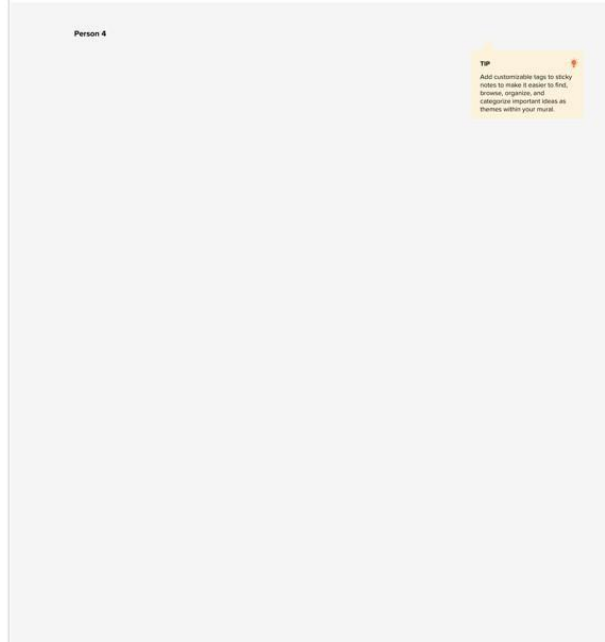 Person 4
TIP
Add customizable tags to sticky
notes to make it easier to find,
browse, organize, and
categorize important ideas as
themes within your mural.